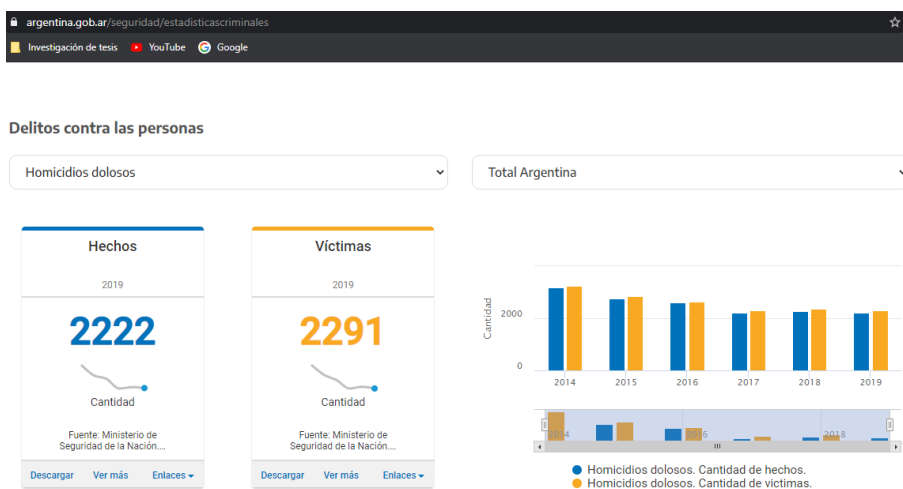 argentina.gob.ar/seguridad/estadisticascriminales
Investigación de tesis YouTube Google
Delitos contra las personas
Homicidios dolosos
Total Argentina
Hechos
2019
2222
Cantidad
Fuente: Ministerio de
Seguridad de la Nación....
Descargar Ver más Enlaces
Víctimas
2019
2291
Cantidad
Fuente: Ministerio de
Seguridad de la Nación....
Descargar Ver más Enlaces
Cantidad
2000
0
2014 2015 2016 2017 2018 2019
2014 2016 2018
Homicidios dolosos. Cantidad de hechos.
Homicidios dolosos. Cantidad de victimas.